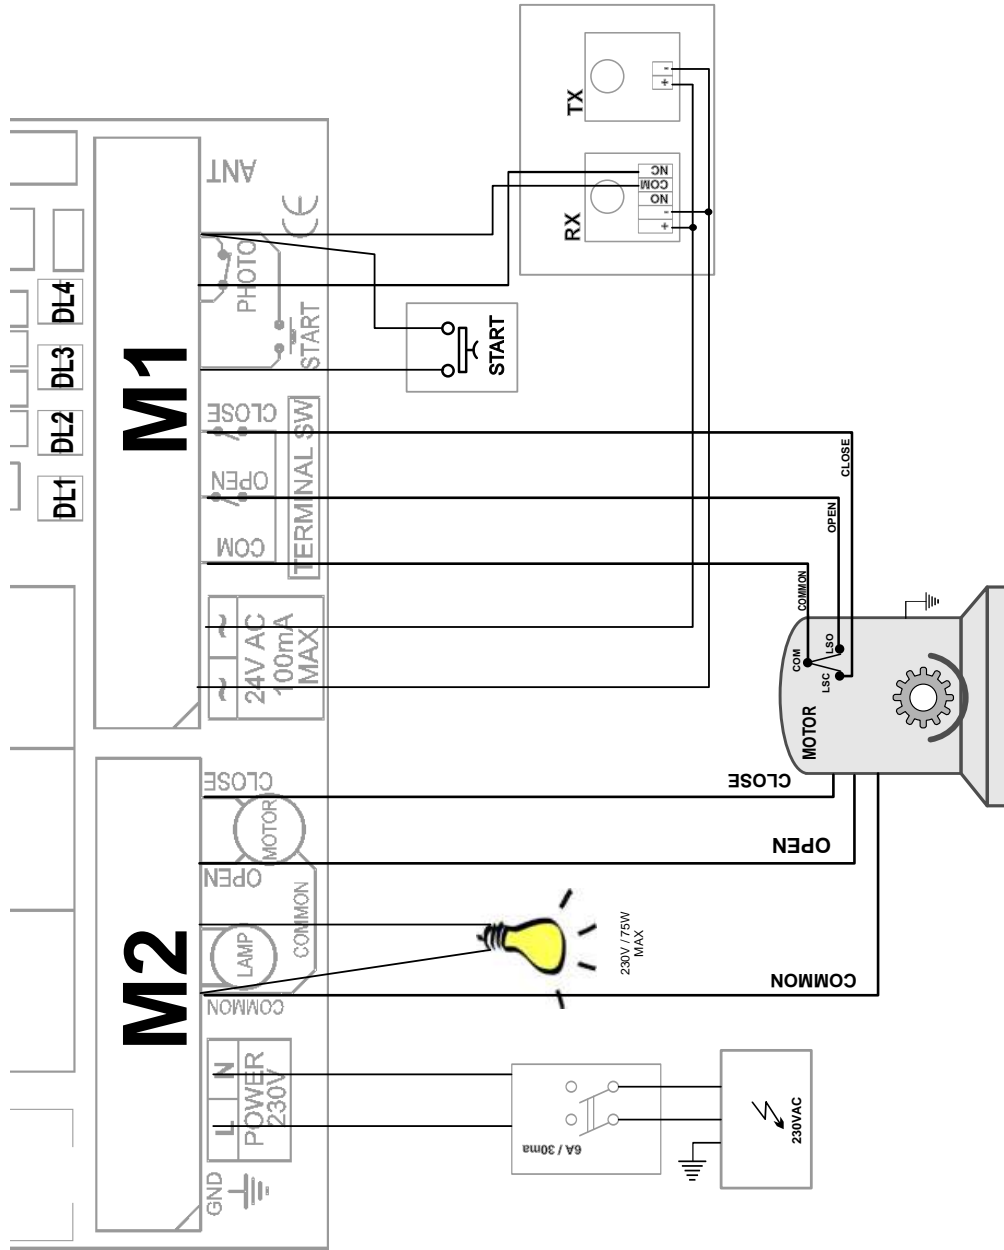 TX
-
+
RX
NC
COM
NO
-
+
ANT
CE
PHOTO
START
START
DL4
DL3
DL2
DL1
M1
CLOSE
OPEN
COM
TERMINAL SW
~
~
24V AC
100mA
MAX
CLOSE
OPEN
COMMON
COM
LSO
LSC
MOTOR
CLOSE
OPEN
COMMON
M2
CLOSE
MOTOR
OPEN
COMMON
LAMP
COMMON
230V / 75W
MAX
N
L
POWER
230V
GND
6A / 30ma
230VAC